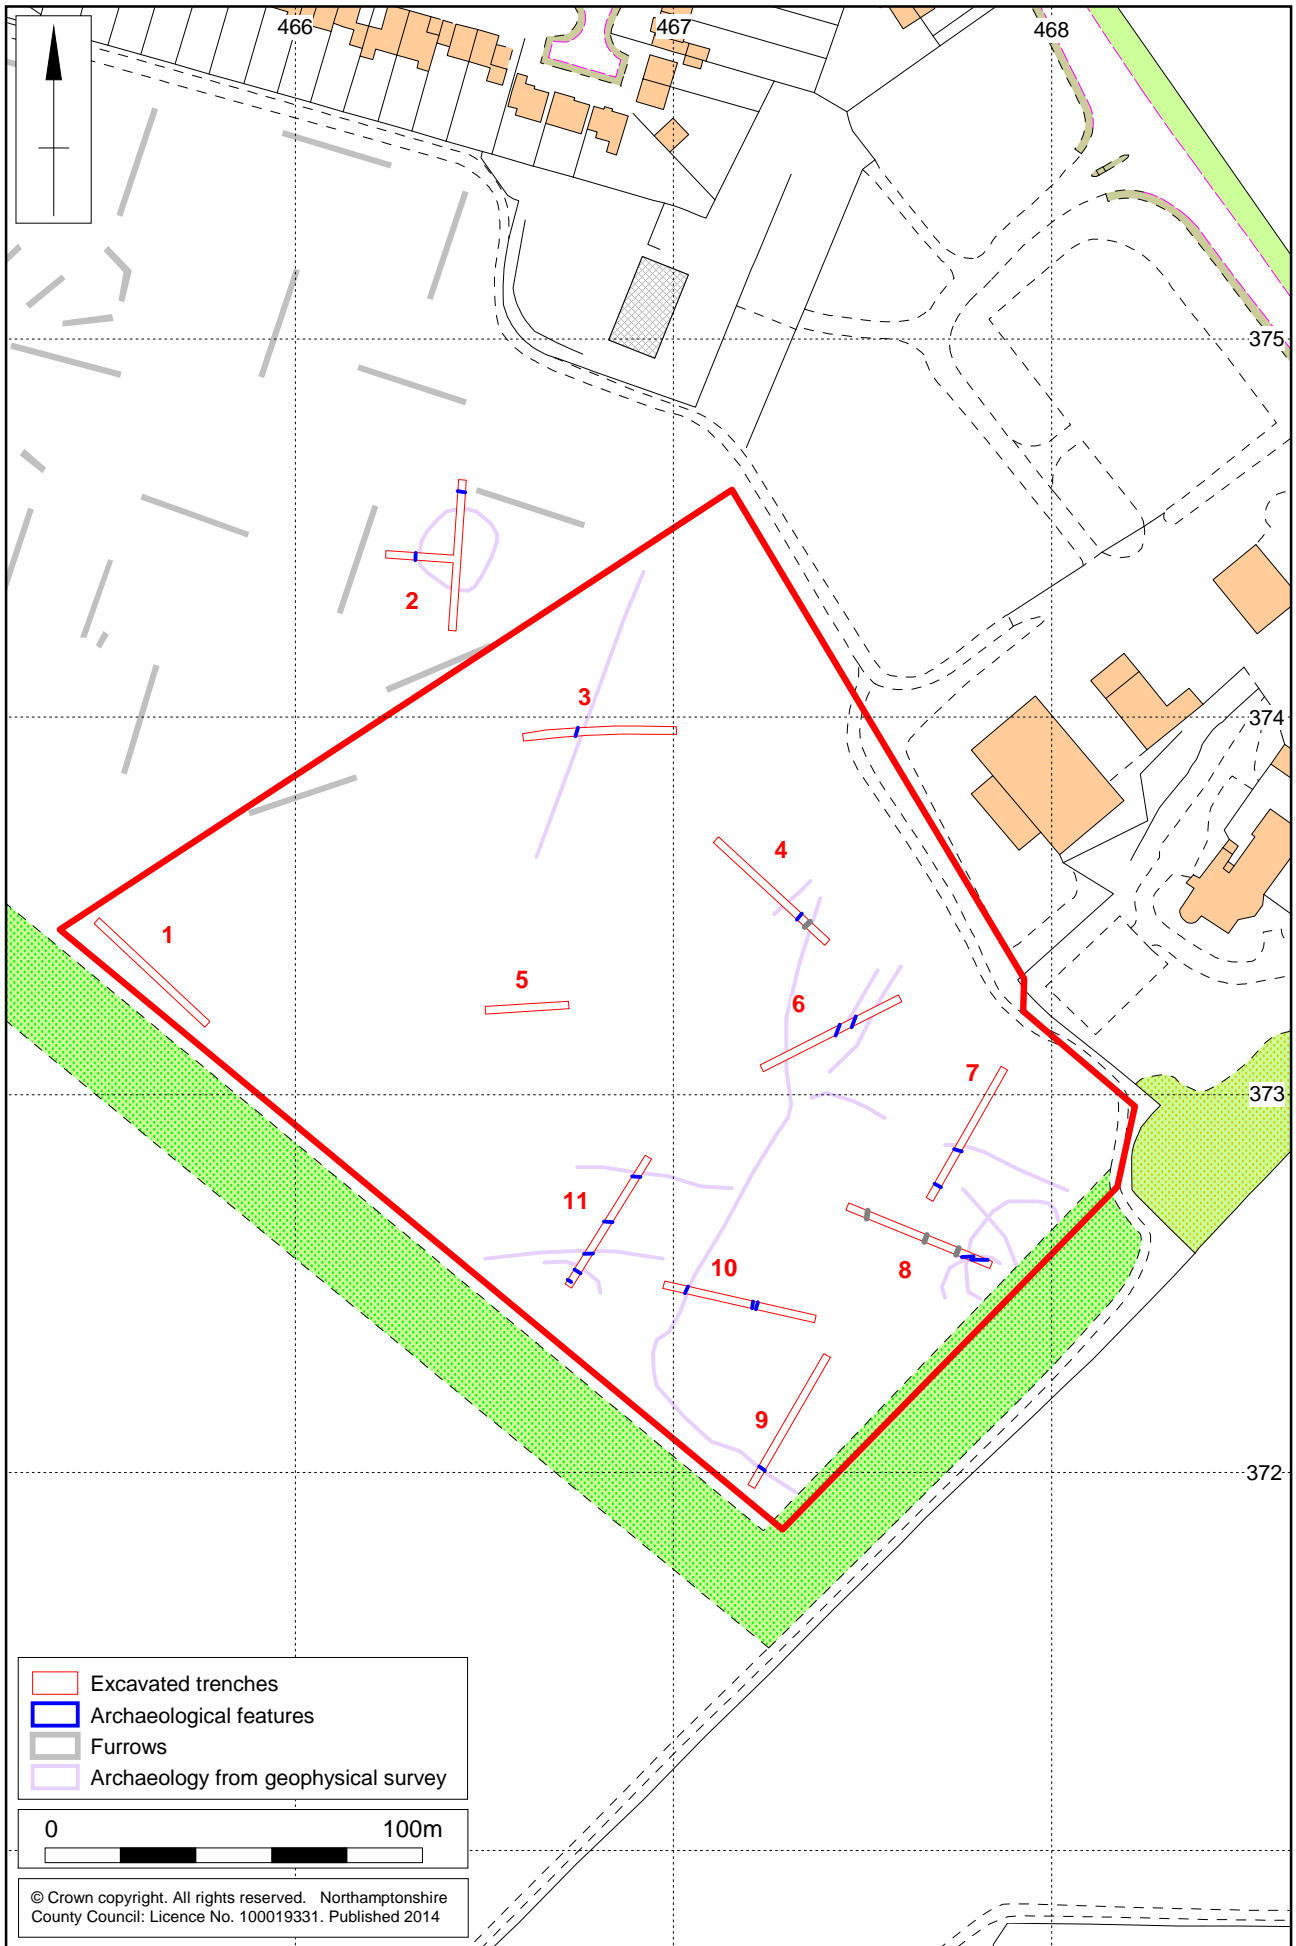 466
467
468
375
2
3
374
4
1
5
6
7
373
11
8
10
9
372
Excavated trenches
Archaeological features
Furrows
Archaeology from geophysical survey
0 100m
© Crown copyright. All rights reserved. Northamptonshire
County Council: Licence No. 100019331. Published 2014